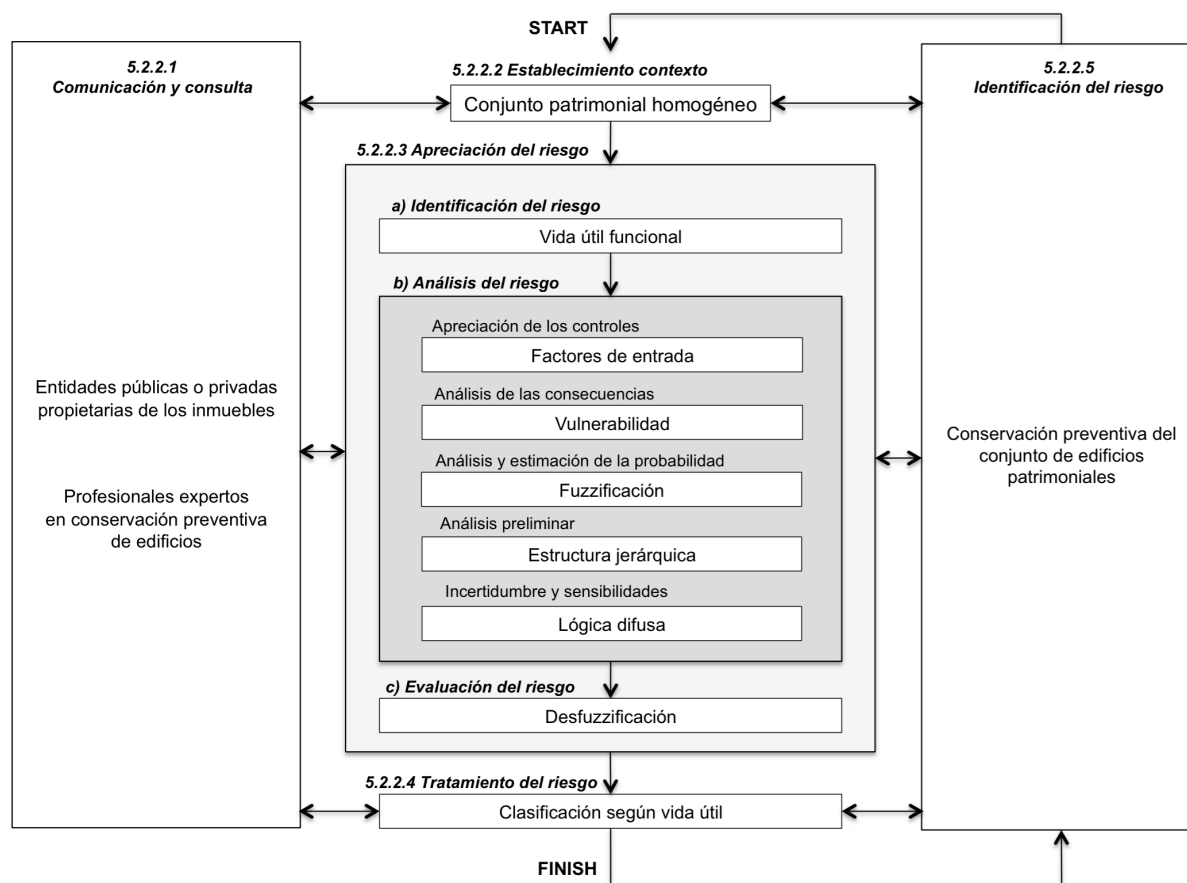 START
5.2.2.1
Comunicación y consulta
Entidades públicas o privadas
propietarias de los inmuebles
Profesionales expertos
en conservación preventiva
de edificios
5.2.2.2 Establecimiento contexto
Conjunto patrimonial homogéneo
5.2.2.3 Apreciación del riesgo
a) Identificación del riesgo
Vida útil funcional
b) Análisis del riesgo
Apreciación de los controles
Factores de entrada
Análisis de las consecuencias
Vulnerabilidad
Análisis y estimación de la probabilidad
Fuzzificación
Análisis preliminar
Estructura jerárquica
Incertidumbre y sensibilidades
Lógica difusa
c) Evaluación del riesgo
Desfuzzificación
5.2.2.4 Tratamiento del riesgo
Clasificación según vida útil
FINISH
5.2.2.5
Identificación del riesgo
Conservación preventiva del
conjunto de edificios
patrimoniales